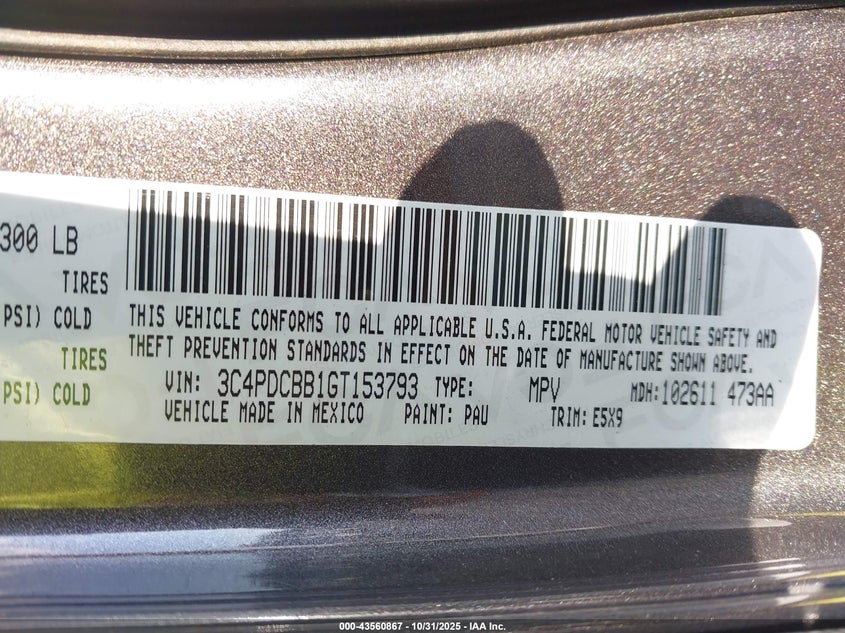 300 LB
TIRES
PSI) COLD
TIRES
PSI) COLD
THIS VEHICLE CONFORMS TO ALL APPLICABLE U.S.A. FEDERAL MOTOR VEHICLE SAFETY AND
THEFT PREVENTION STANDARDS IN EFFECT ON THE DATE OF MANUFACTURE SHOWN ABOVE.
VIN: 3C4PDCBB1GT153793 TYPE: MPV MDH:102611 473AA
VEHICLE MADE IN MEXICO PAINT: PAU TRIM: E5X9
000-43560867 - 10/31/2025 - IAA Inc.